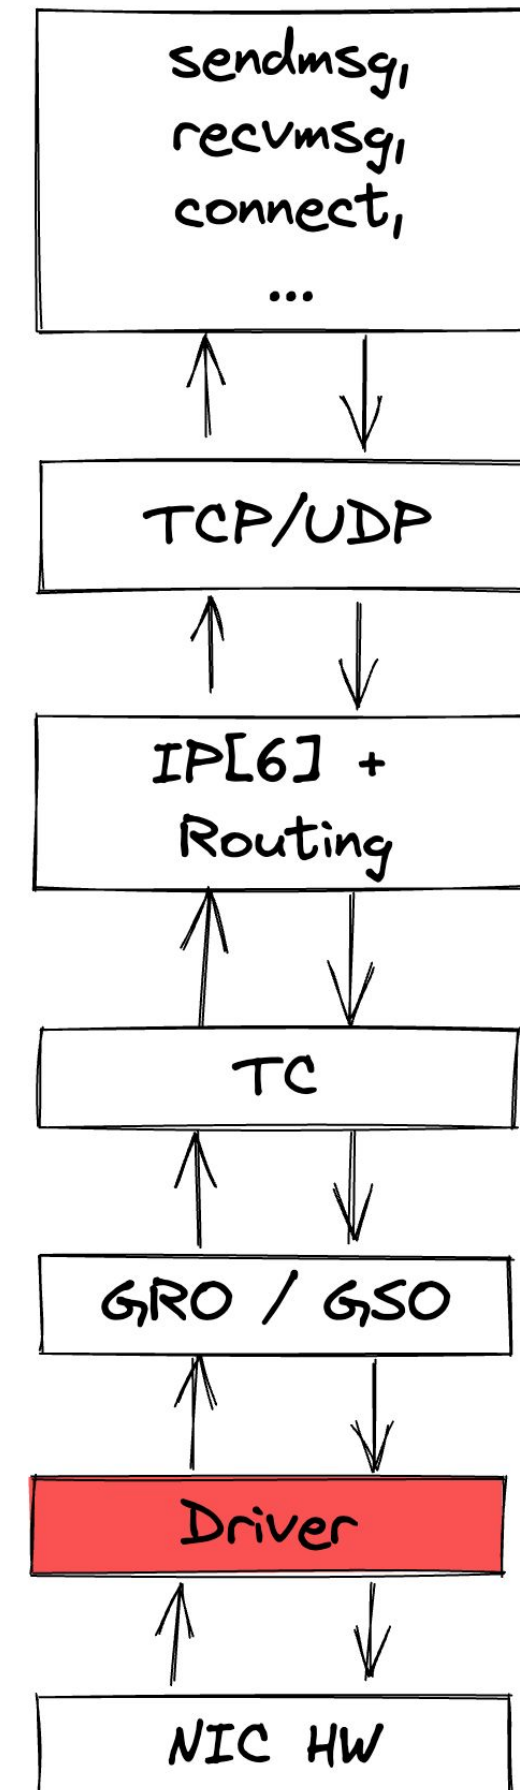 sendmsg,
recvmsg,
connect,
...
TCP/UDP
IP[6] +
Routing
TC
GRO / GSO
Driver
NIC HW